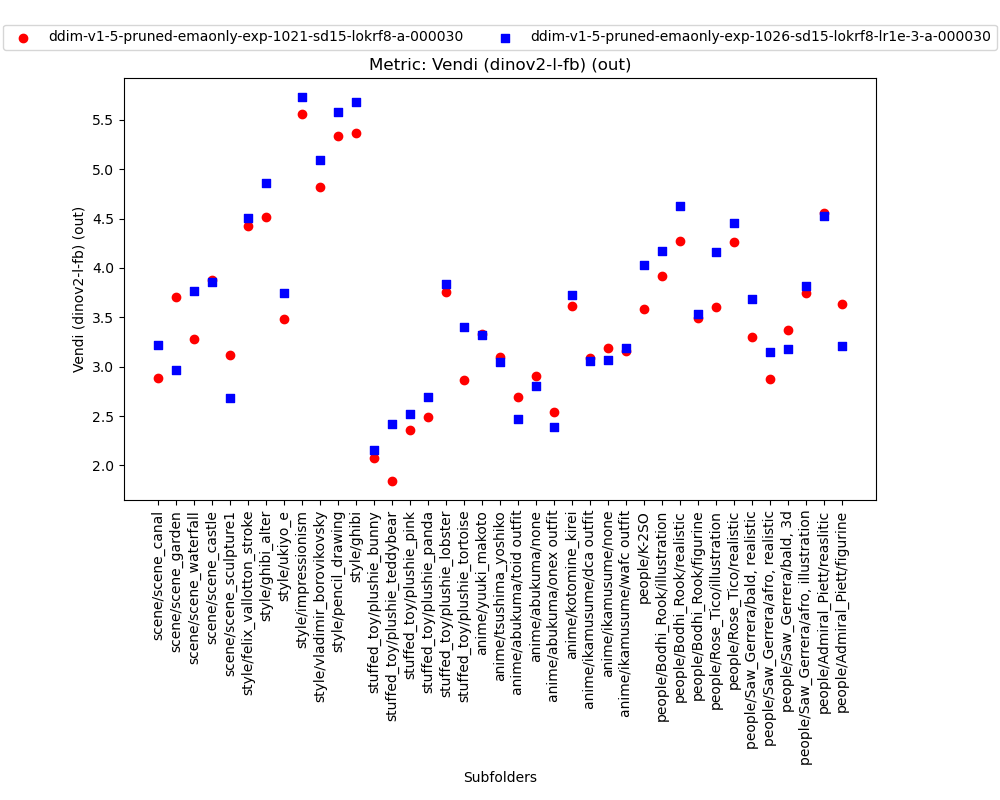 ddim-v1-5-pruned-emaonly-exp-1021-sd15-lokrf8-a-000030
ddim-v1-5-pruned-emaonly-exp-1026-sd15-lokrf8-lr1e-3-a-000030
Metric: Vendi (dinov2-l-fb) (out)
Vendi (dinov2-l-fb) (out)
5.5
5.0
4.5
4.0
3.5
3.0
2.5
2.0
scene/scene_canal
scene/scene_garden
scene/scene_waterfall
scene/scene_castle
scene/scene_sculpture1
style/felix_vallotton_stroke
style/ghibi_alter
style/ukiyo_e
style/impressionism
style/vladimir_borovikovsky
style/pencil_drawing
style/ghibi
stuffed_toy/plushie_bunny
stuffed_toy/plushie_teddybear
stuffed_toy/plushie_pink
stuffed_toy/plushie_panda
stuffed_toy/plushie_lobster
stuffed_toy/plushie_tortoise
anime/yuuki_makoto
anime/tsushima_yoshiko
anime/abukuma/toid outfit
anime/abukuma/none
anime/abukuma/onex outfit
anime/kotomine_kirei
anime/ikamusume/dca outfit
anime/ikamusume/none
anime/ikamusume/wafc outfit
people/K-2SO
people/Bodhi_Rook/illustration
people/Bodhi_Rook/realistic
people/Bodhi_Rook/figurine
people/Rose_Tico/illustration
people/Rose_Tico/realistic
people/Saw_Gerrera/bald, realistic
people/Saw_Gerrera/afro, realistic
people/Saw_Gerrera/bald, 3d
people/Saw_Gerrera/afro, illustration
people/Admiral_Piett/reaslitic
people/Admiral_Piett/figurine
Subfolders